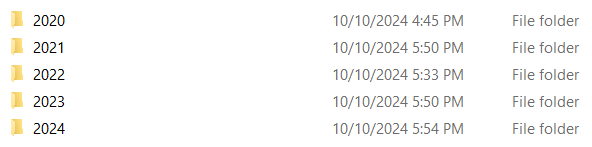 2020 10/10/2024 4:45 PM File folder
2021 10/10/2024 5:50 PM File folder
2022 10/10/2024 5:33 PM File folder
2023 10/10/2024 5:50 PM File folder
2024 10/10/2024 5:54 PM File folder